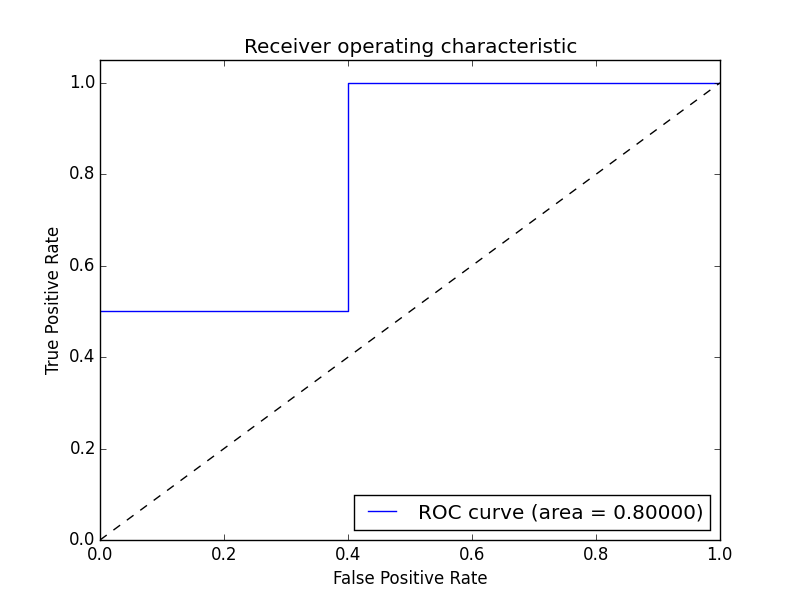 Receiver operating characteristic
1.0
0.8
0.6
0.4
0.2
0.0
True Positive Rate
ROC curve (area = 0.80000)
0.0 0.2 0.4 0.6 0.8 1.0
False Positive Rate